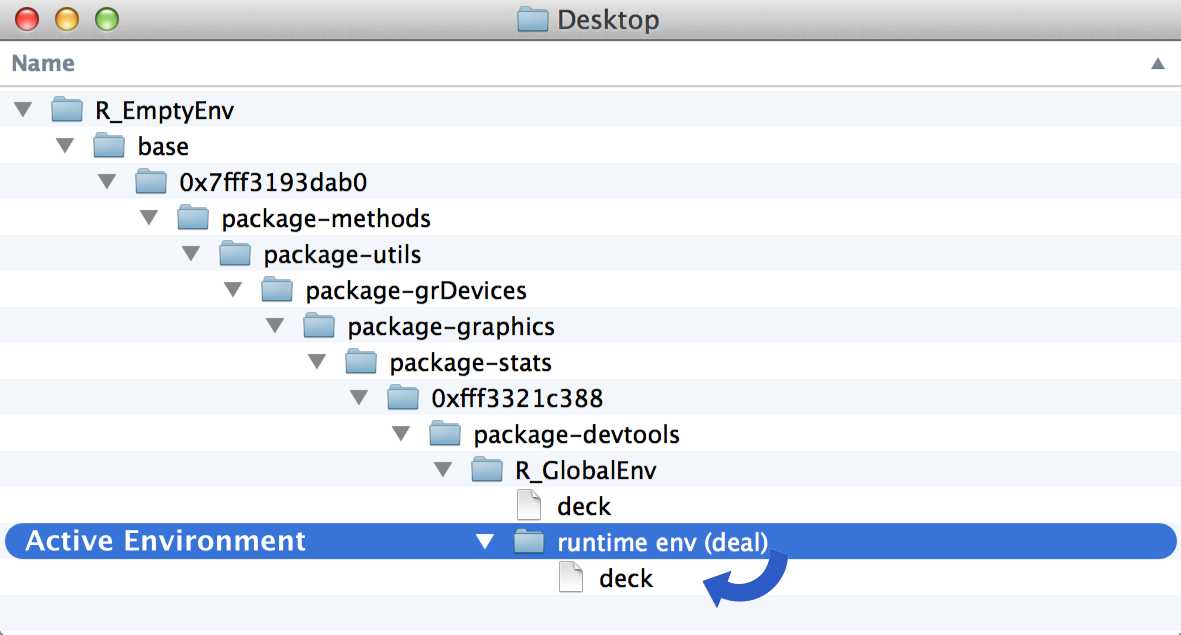 Desktop
Name
R_EmptyEnv
base
0x7fff3193dab0
package-methods
package-utils
package-grDevices
package-graphics
package-stats
0xfff3321c388
package-devtools
R_GlobalEnv
deck
Active Environment runtime env (deal)
deck